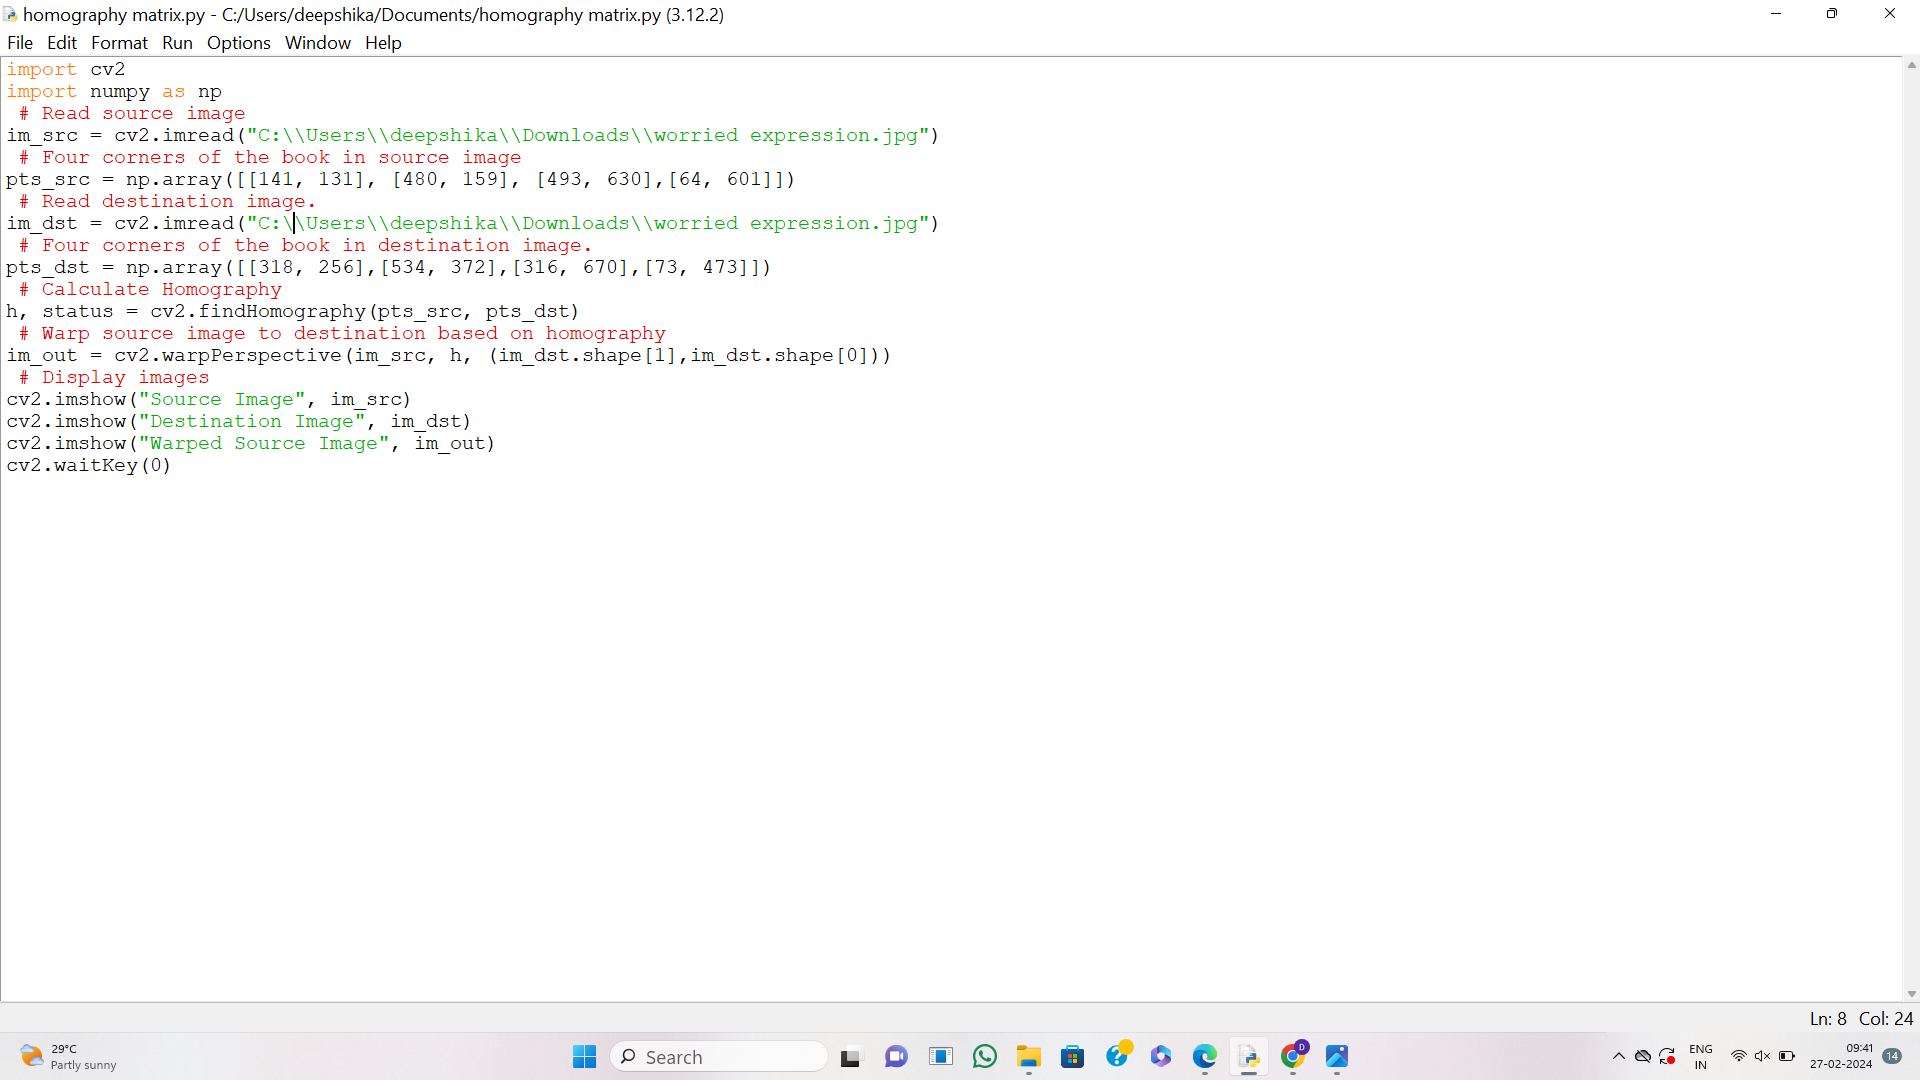 homography matrix.py - C:/Users/deepshika/Documents/homography matrix.py (3.12.2)
File Edit Format Run Options Window Help
import cv2
import numpy as np
 # Read source image
im_src = cv2.imread("C:\\Users\\deepshika\\Downloads\\worried expression.jpg")
 # Four corners of the book in source image
pts_src = np.array([[141, 131], [480, 159], [493, 630],[64, 601]])
 # Read destination image.
im_dst = cv2.imread("C:\\Users\\deepshika\\Downloads\\worried expression.jpg")
 # Four corners of the book in destination image.
pts_dst = np.array([[318, 256],[534, 372],[316, 670],[73, 473]])
 # Calculate Homography
h, status = cv2.findHomography(pts_src, pts_dst)
 # Warp source image to destination based on homography
im_out = cv2.warpPerspective(im_src, h, (im_dst.shape[1],im_dst.shape[0]))
 # Display images
cv2.imshow("Source Image", im_src)
cv2.imshow("Destination Image", im_dst)
cv2.imshow("Warped Source Image", im_out)
cv2.waitKey(0)
Ln: 8 Col: 24
29°C
Partly sunny
Search
D
ENG
IN
09:41
27-02-2024
14